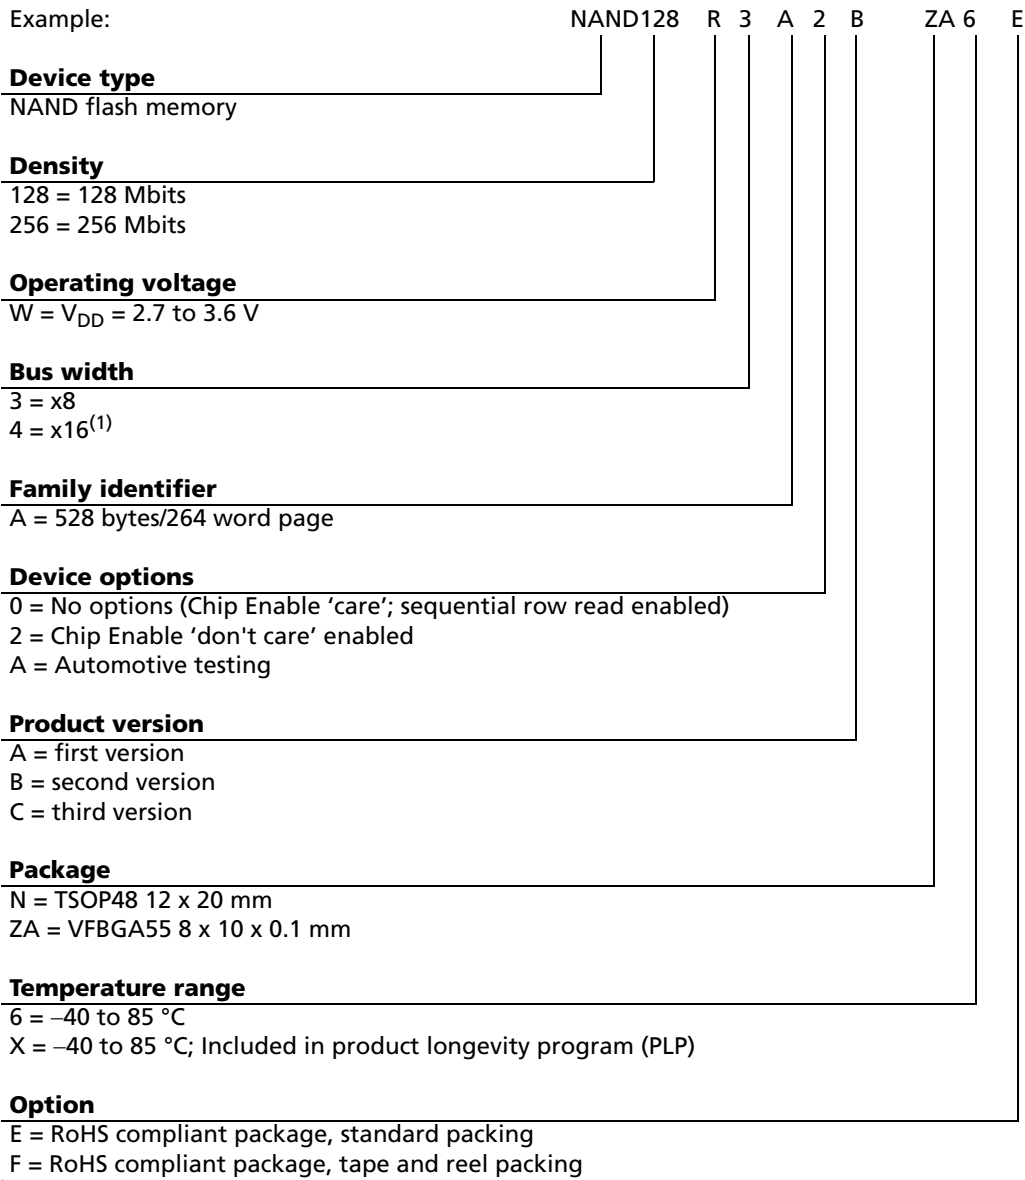 Example: NAND128 R 3 A 2 B ZA 6 E
Device type
NAND flash memory
Density
128 = 128 Mbits
256 = 256 Mbits
Operating voltage
W = VDD = 2.7 to 3.6 V
Bus width
3 = x8
4 = x16(1)
Family identifier
A = 528 bytes/264 word page
Device options
0 = No options (Chip Enable ‘care’; sequential row read enabled)
2 = Chip Enable ‘don't care’ enabled
A = Automotive testing
Product version
A = first version
B = second version
C = third version
Package
N = TSOP48 12 x 20 mm
ZA = VFBGA55 8 x 10 x 0.1 mm
Temperature range
6 = –40 to 85 °C
X = –40 to 85 °C; Included in product longevity program (PLP)
Option
E = RoHS compliant package, standard packing
F = RoHS compliant package, tape and reel packing